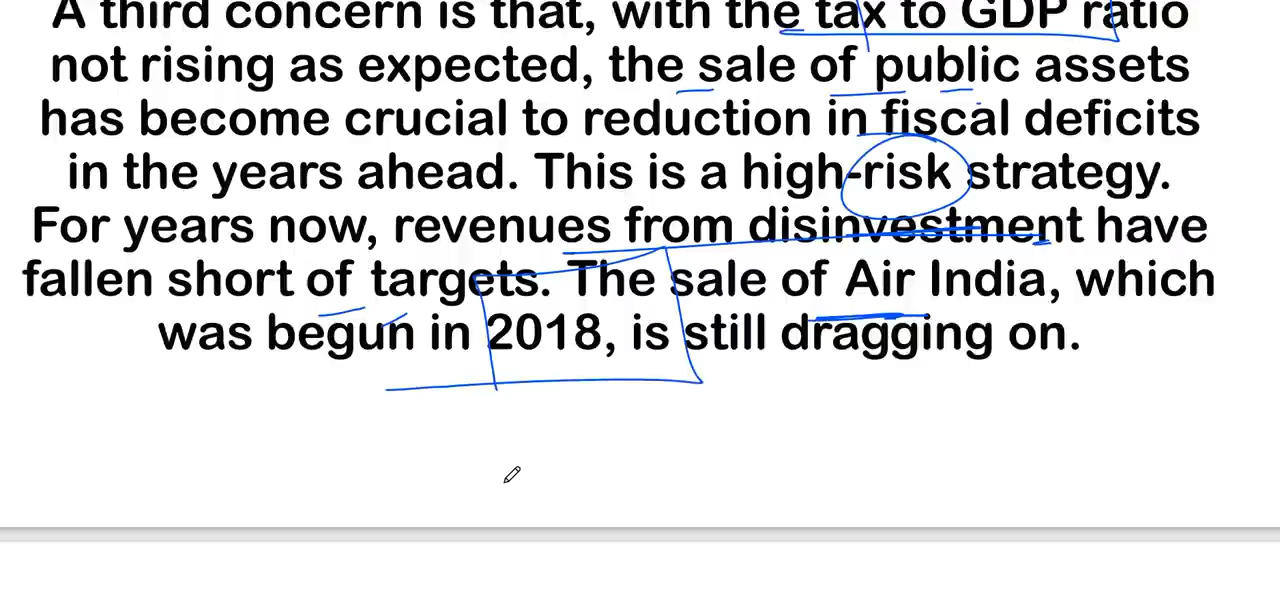 A third concern is that, with the tax to GDP ratio
not rising as expected, the sale of public assets
has become crucial to reduction in fiscal deficits
in the years ahead. This is a high-risk strategy.
For years now, revenues from disinvestment have
fallen short of targets. The sale of Air India, which
was begun in 2018, is still dragging on.